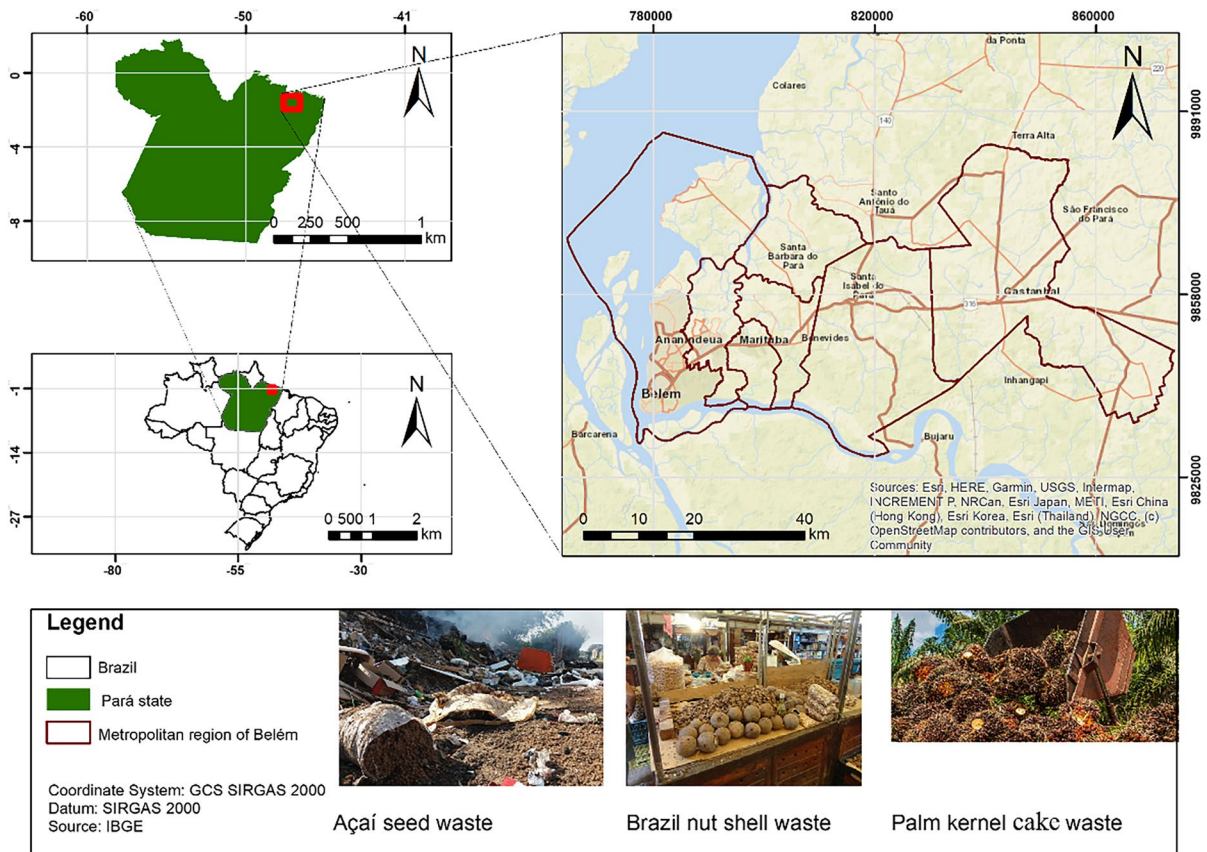 -60 -50 -41
N
0
-4
-8
0 250 500 1
km
-1
-14
-27
N
0 500 1 2
km
-80 -55 -30
780000 820000 860000
9891000
9858000
9825000
N
da Ponta
220
Colares
140
Terra Alta
Santo
Antônio do
Tauá
São Francisco
do Pará
Santa
Bárbara do
Pará
Santa
Isabel do
Pará
316
Castanhal
Ananindeua
Marituba
Benevides
Inhangapi
Belém
Barcarena
Bujaru
Sources: Esri, HERE, Garmin, USGS, Intermap,
INCREMENT P, NRCan, Esri Japan, METI, Esri China
(Hong Kong), Esri Korea, Esri (Thailand), NGCC, (c)
OpenStreetMap contributors, and the GIS User
Community
0 10 20 40
km
Legend
Brazil
Pará state
Metropolitan region of Belém
Coordinate System: GCS SIRGAS 2000
Datum: SIRGAS 2000
Source: IBGE
Açaí seed waste
Brazil nut shell waste
Palm kernel cake waste